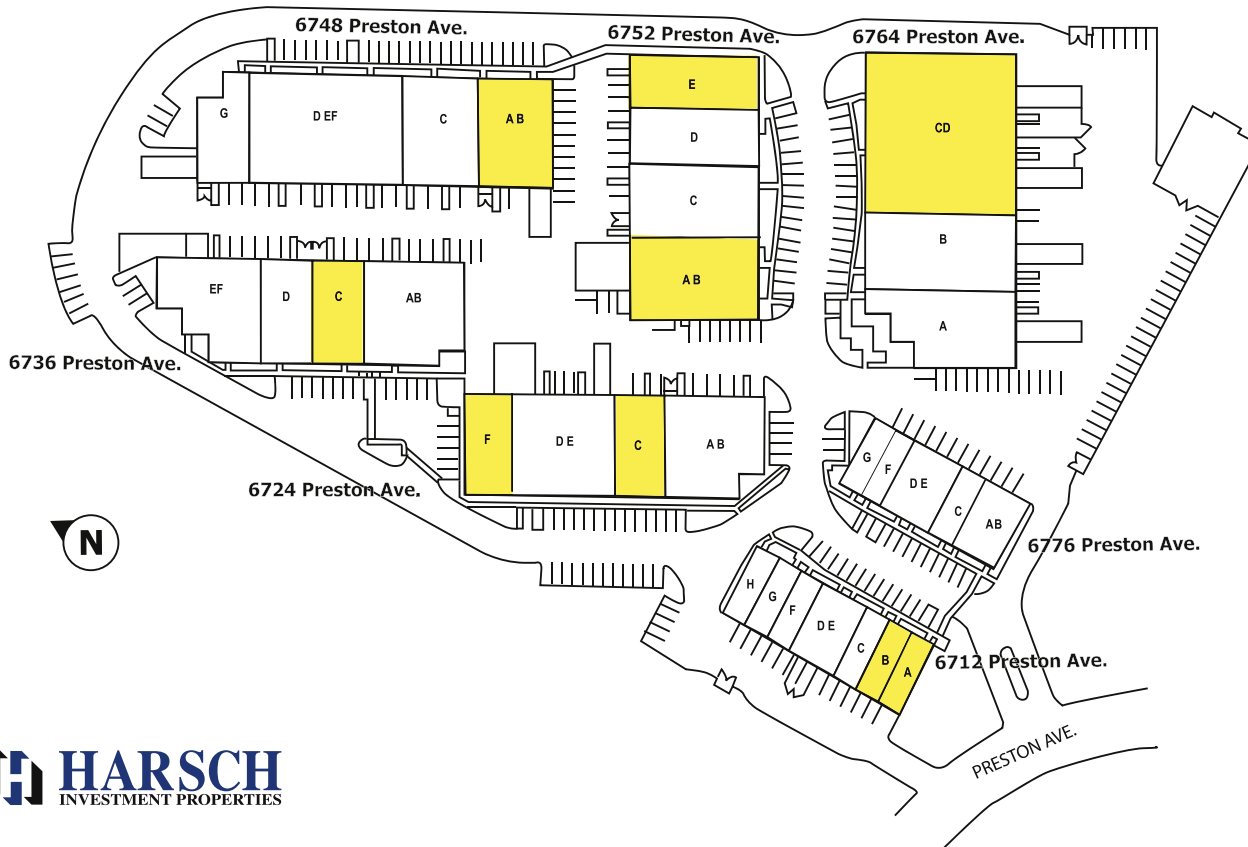 6748 Preston Ave.
6752 Preston Ave.
6764 Preston Ave.
G
D EF
C
A B
E
D
C
A B
CD
B
A
EF
D
C
AB
6736 Preston Ave.
F
D E
C
A B
6724 Preston Ave.
G
F
D E
C
AB
6776 Preston Ave.
H
G
F
D E
C
B
A
6712 Preston Ave.
N
PRESTON AVE.
H
HARSCH
INVESTMENT PROPERTIES